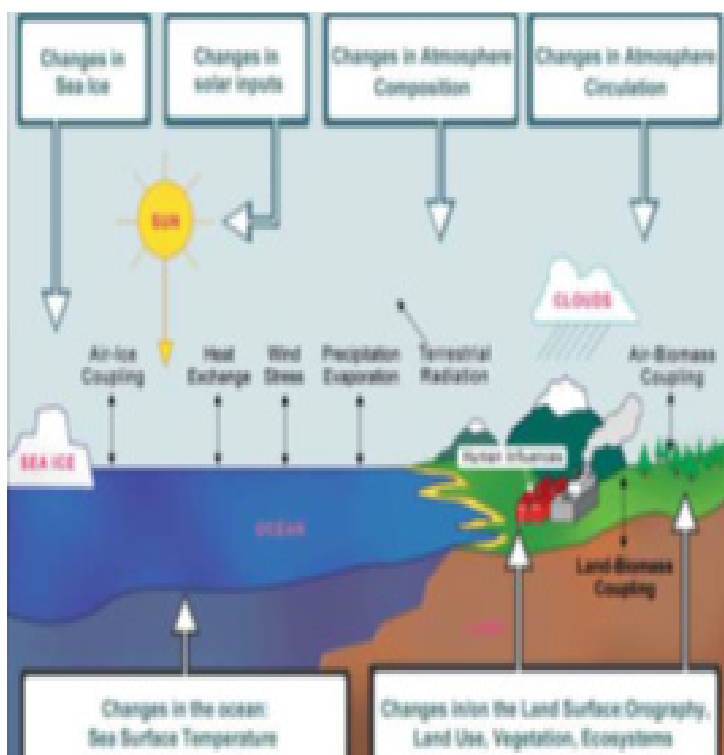 Changes in
Sea Ice
Changes in
solar inputs
Changes in Atmosphere
Composition
Changes in Atmosphere
Circulation
SUN
CLOUDS
Air-Ice
Coupling
Heat
Exchange
Wind
Stress
Precipitation
Evaporation
Terrestrial
Radiation
Air-Biomass
Coupling
SEA ICE
Human Influences
OCEAN
Land-Biomass
Coupling
LAND
Changes in the ocean:
Sea Surface Temperature
Changes in/on the Land Surface:Orography,
Land Use, Vegetation, Ecosystems